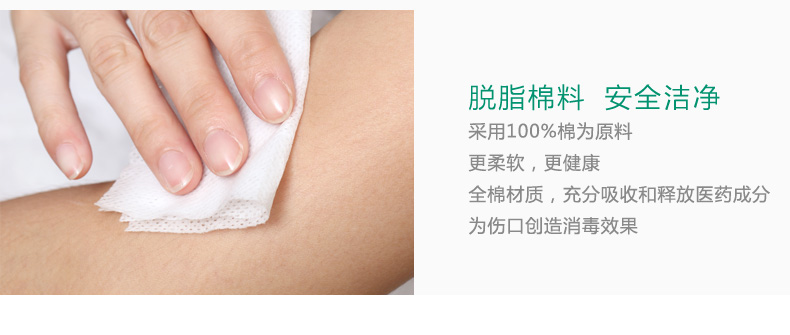 脱脂棉料 安全洁净
采用100%棉为原料
更柔软，更健康
全棉材质，充分吸收和释放医药成分
为伤口创造消毒效果